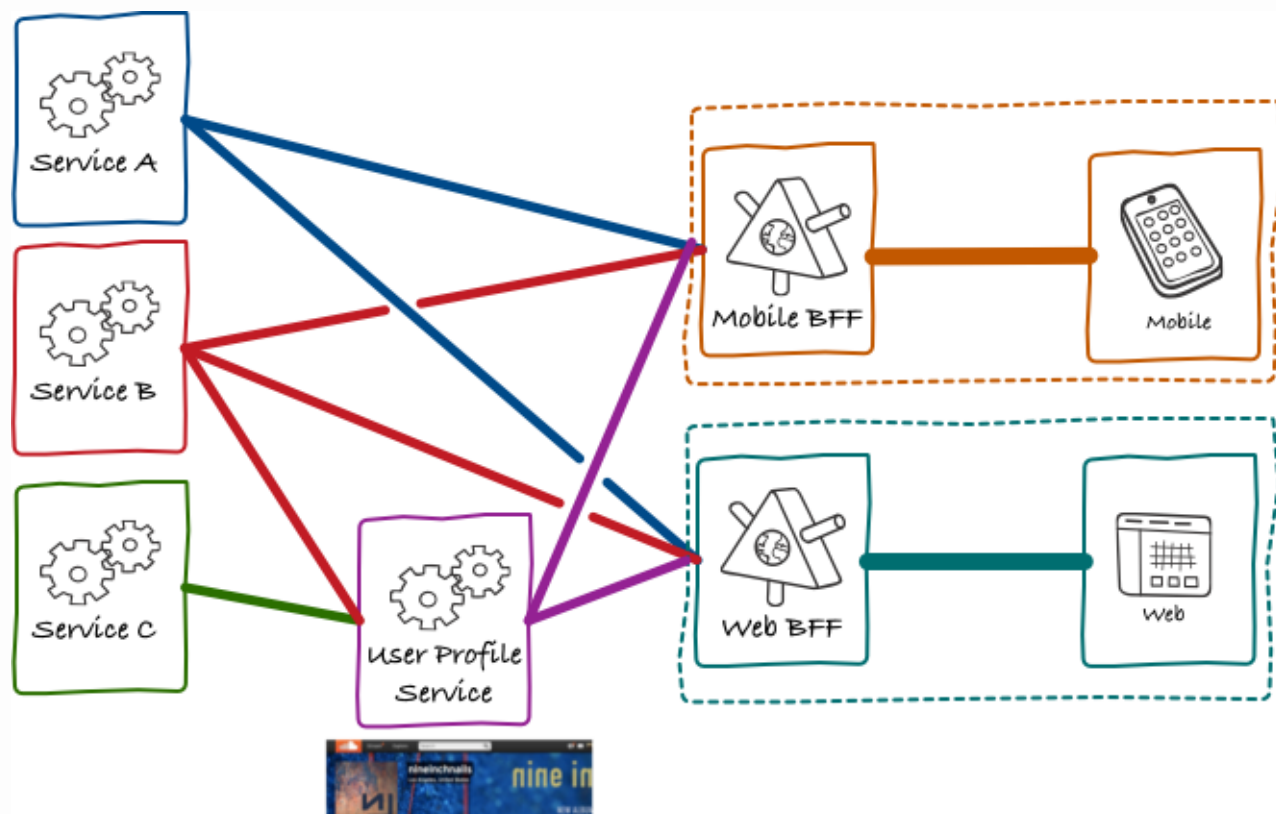 Service A
Service B
Service C
User Profile
Service
Mobile BFF
Mobile
Web BFF
Web
nineinchnails
nine in